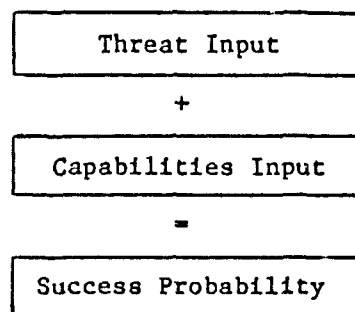 Threat Input
+
Capabilities Input
=
Success Probability